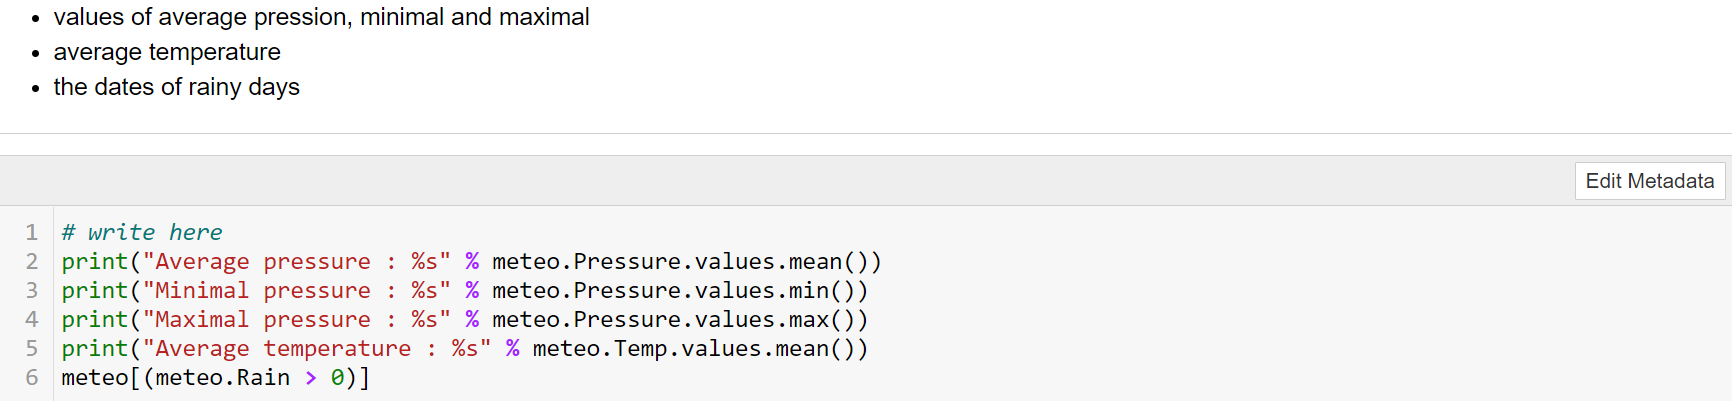 • values of average pression, minimal and maximal
• average temperature
• the dates of rainy days
Edit Metadata
1 # write here
2 print("Average pressure : %s" % meteo.Pressure.values.mean())
3 print("Minimal pressure : %s" % meteo.Pressure.values.min())
4 print("Maximal pressure : %s" % meteo.Pressure.values.max())
5 print("Average temperature : %s" % meteo.Temp.values.mean())
6 meteo[(meteo.Rain > 0)]